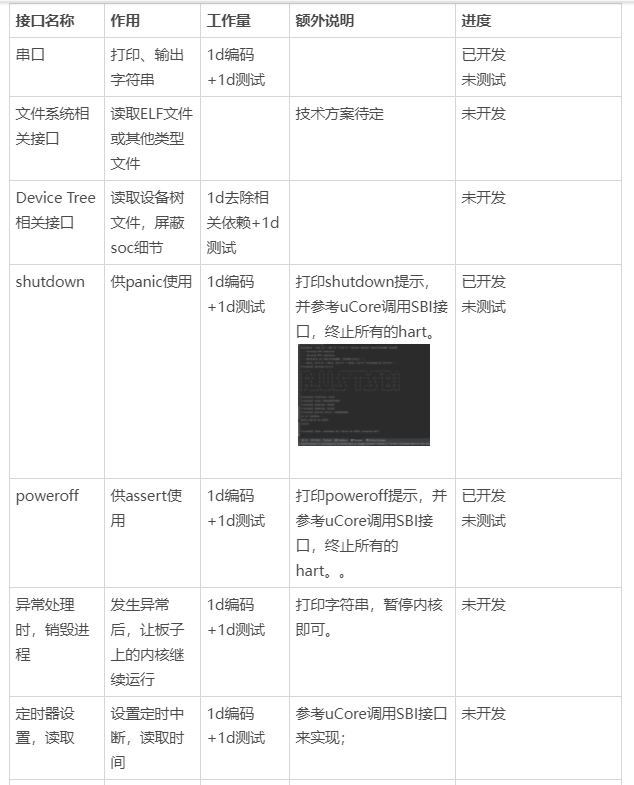 接口名称 作用 工作量 额外说明 进度
串口 打印、输出 1d编码 已开发
字符串 +1d测试 未测试
文件系统相 读取ELF文件 技术方案待定 未开发
关接口 或其他类型
文件
Device Tree 读取设备树 1d去除相 未开发
相关接口 文件，屏蔽 关依赖+1d
soc细节 测试
shutdown 供panic使用 1d编码 打印shutdown提示， 已开发
+1d测试 并参考uCore调用SBI接 未测试
口，终止所有的hart。
poweroff 供assert使 1d编码 打印poweroff提示，并 已开发
用 +1d测试 参考uCore调用SBI接 未测试
口，终止所有的
hart。。
异常处理 发生异常 1d编码 打印字符串，暂停内核 未开发
时，销毁进 后，让板子 +1d测试 即可。
程 上的内核继
续运行
定时器设 设置定时中 1d编码 参考uCore调用SBI接口 未开发
置，读取 断，读取时 +1d测试 来实现；
间